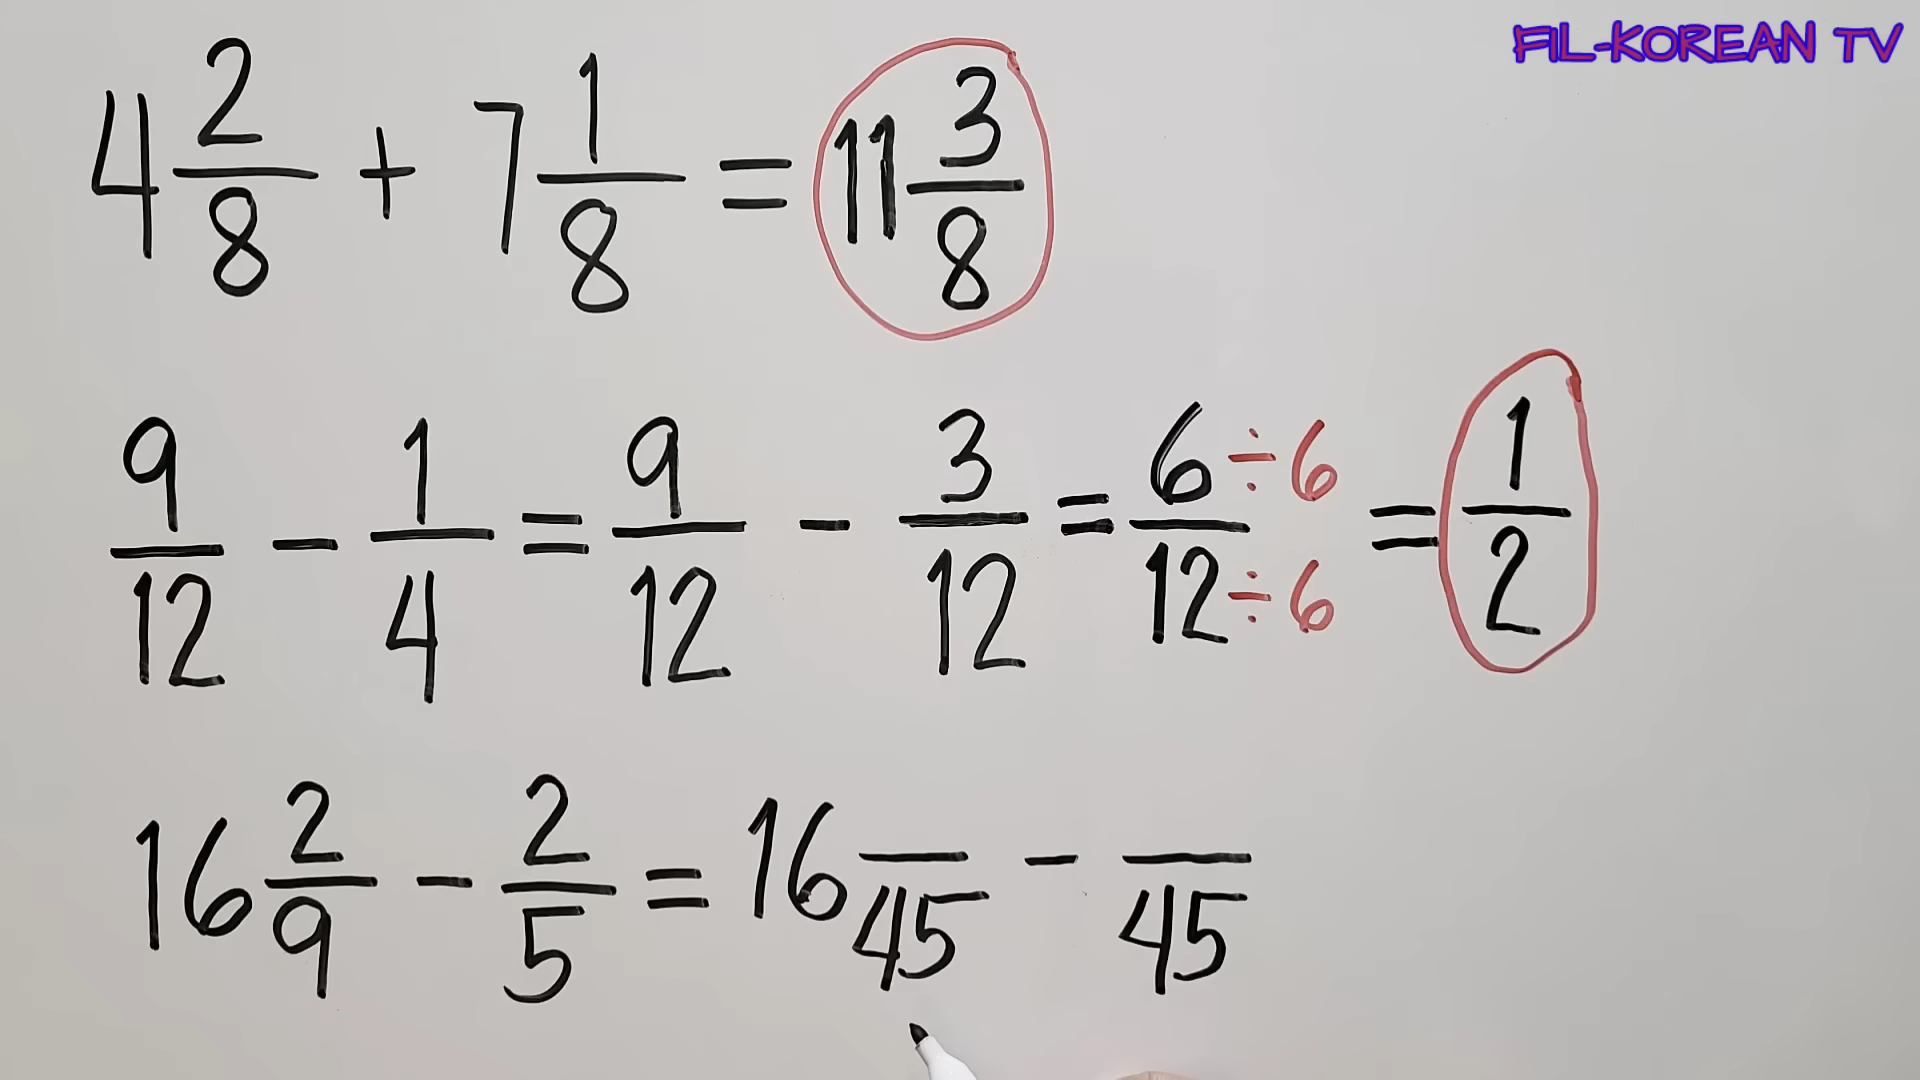 FIL-KOREAN TV
4 2/8 + 7 1/8 = 11 3/8
9/12 - 1/4 = 9/12 - 3/12 = 6÷6/12÷6 = 1/2
16 2/9 - 2/5 = 16 /45 - /45